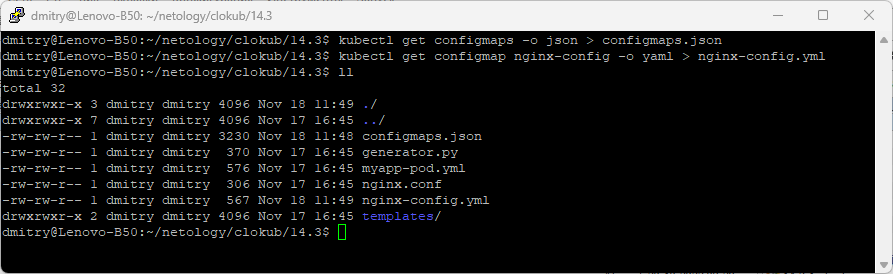 dmitry@Lenovo-B50: ~/netology/clokub/14.3
dmitry@Lenovo-B50:~/netology/clokub/14.3$ kubectl get configmaps -o json > configmaps.json
dmitry@Lenovo-B50:~/netology/clokub/14.3$ kubectl get configmap nginx-config -o yaml > nginx-config.yml
dmitry@Lenovo-B50:~/netology/clokub/14.3$ ll
total 32
drwxrwxr-x 3 dmitry dmitry 4096 Nov 18 11:49 ./
drwxrwxr-x 7 dmitry dmitry 4096 Nov 17 16:45 ../
-rw-rw-r-- 1 dmitry dmitry 3230 Nov 18 11:48 configmaps.json
-rw-rw-r-- 1 dmitry dmitry  370 Nov 17 16:45 generator.py
-rw-rw-r-- 1 dmitry dmitry  576 Nov 17 16:45 myapp-pod.yml
-rw-rw-r-- 1 dmitry dmitry  306 Nov 17 16:45 nginx.conf
-rw-rw-r-- 1 dmitry dmitry  567 Nov 18 11:49 nginx-config.yml
drwxrwxr-x 2 dmitry dmitry 4096 Nov 17 16:45 templates/
dmitry@Lenovo-B50:~/netology/clokub/14.3$